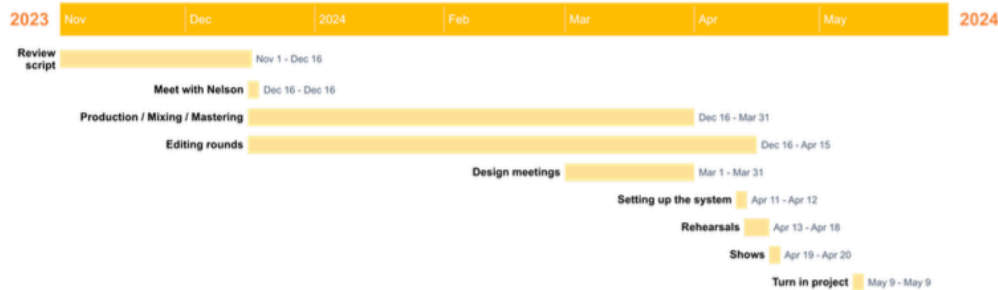 2023 Nov Dec 2024 Feb Mar Apr May 2024
Review
script Nov 1 - Dec 16
Meet with Nelson Dec 16 - Dec 16
Production / Mixing / Mastering Dec 16 - Mar 31
Editing rounds Dec 16 - Apr 15
Design meetings Mar 1 - Mar 31
Setting up the system Apr 11 - Apr 12
Rehearsals Apr 13 - Apr 18
Shows Apr 19 - Apr 20
Turn in project May 9 - May 9